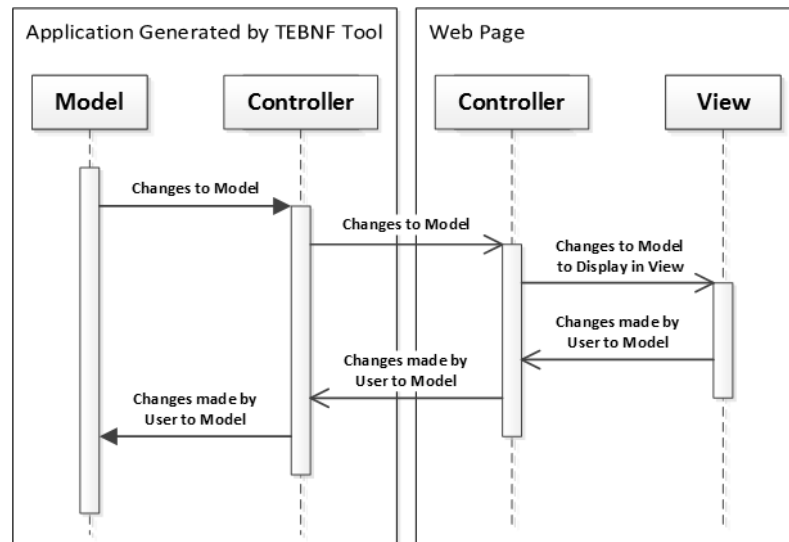 Application Generated by TEBNF Tool
Web Page
Model
Controller
Controller
View
Changes to Model
Changes to Model
Changes to Model
to Display in View
Changes made by
User to Model
Changes made by
User to Model
Changes made by
User to Model